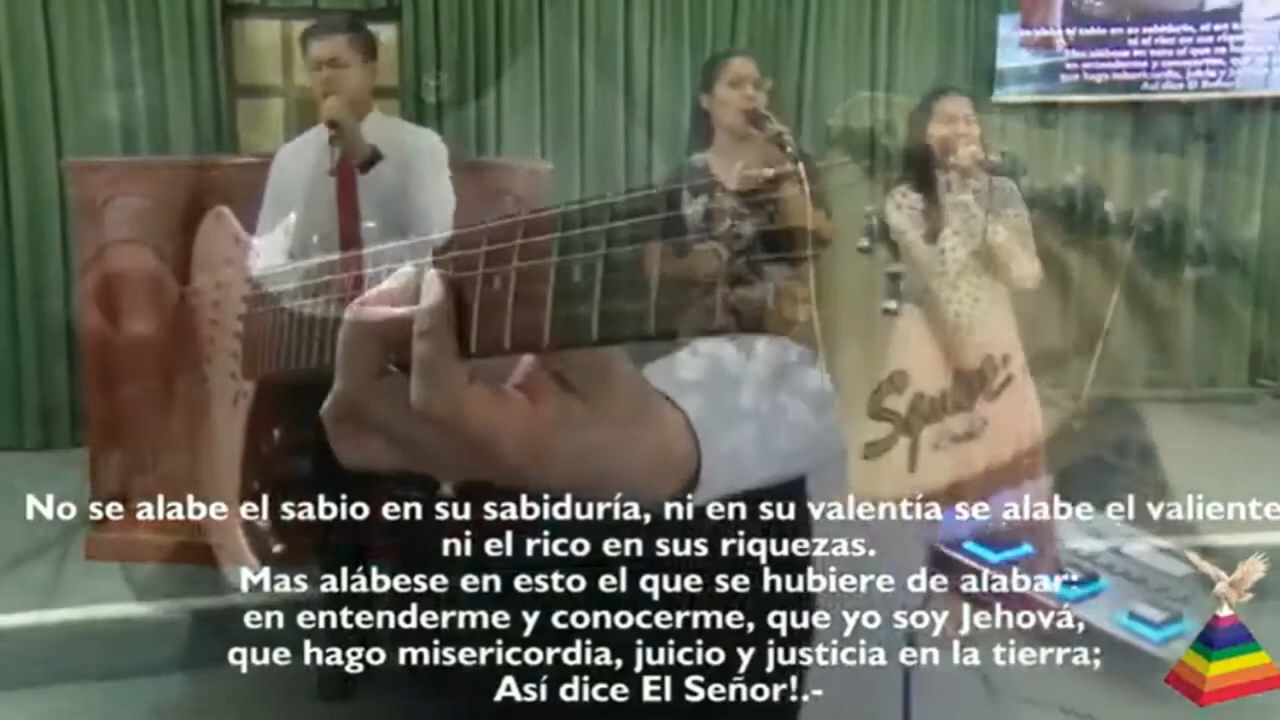 No se alabe el sabio en su sabiduría, ni en su valentía se alabe el valiente
ni el rico en sus riquezas.
Mas alábese en esto el que se hubiere de alabar:
en entenderme y conocerme, que yo soy Jehová,
que hago misericordia, juicio y justicia en la tierra;
Así dice El Señor!.-
Squier